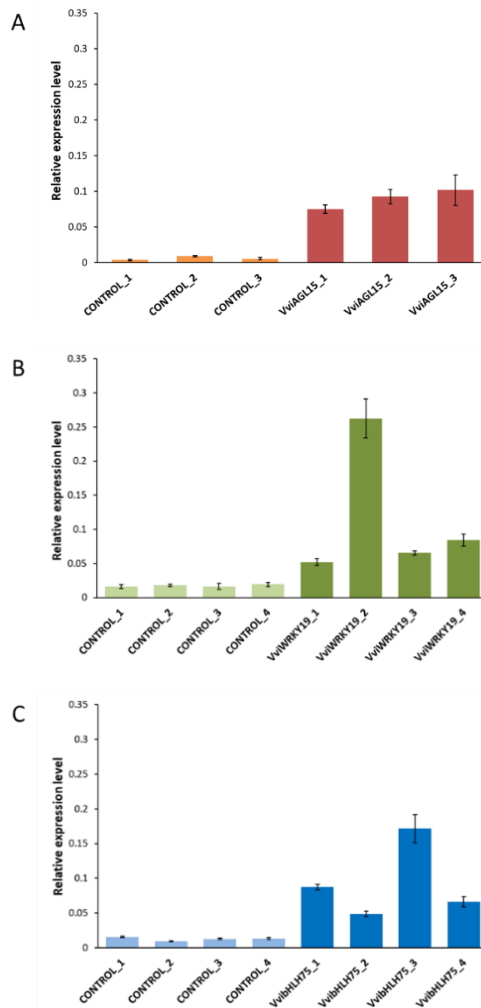 A
Relative expression level
0.35
0.3
0.25
0.2
0.15
0.1
0.05
0
CONTROL_1
CONTROL_2
CONTROL_3
VviAGL15_1
VviAGL15_2
VviAGL15_3
B
Relative expression level
0.35
0.3
0.25
0.2
0.15
0.1
0.05
0
CONTROL_1
CONTROL_2
CONTROL_3
CONTROL_4
VviWRKY19_1
VviWRKY19_2
VviWRKY19_3
VviWRKY19_4
C
Relative expression level
0.35
0.3
0.25
0.2
0.15
0.1
0.05
0
CONTROL_1
CONTROL_2
CONTROL_3
CONTROL_4
VvibHLH75_1
VvibHLH75_2
VvibHLH75_3
VvibHLH75_4